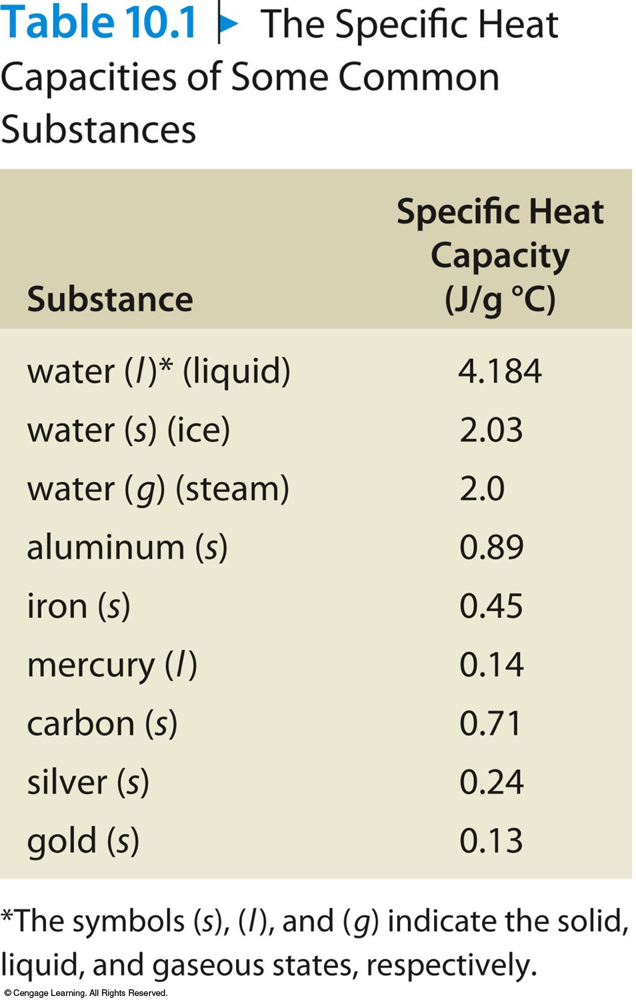 Table 10.1 ▶ The Specific Heat
Capacities of Some Common
Substances
Specific Heat
Capacity
Substance (J/g °C)
water (l)* (liquid) 4.184
water (s) (ice) 2.03
water (g) (steam) 2.0
aluminum (s) 0.89
iron (s) 0.45
mercury (l) 0.14
carbon (s) 0.71
silver (s) 0.24
gold (s) 0.13
*The symbols (s), (l), and (g) indicate the solid,
liquid, and gaseous states, respectively.
© Cengage Learning. All Rights Reserved.